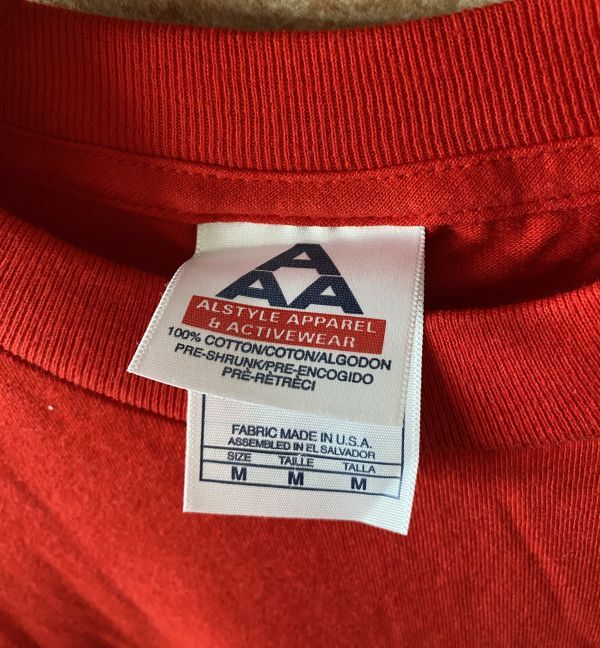 A
AA
ALSTYLE APPAREL
& ACTIVEWEAR
100% COTTON/COTON/ALGODON
PRE-SHRUNK/PRE-ENCOGIDO
PRÉ-RÉTRÉCI
FABRIC MADE IN U.S.A.
ASSEMBLED IN EL SALVADOR
SIZE TAILLE TALLA
M M M